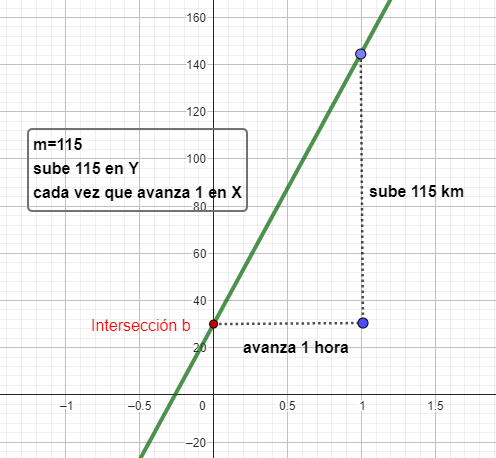 160
140
120
m=115
sube 115 en Y
100
cada vez que avanza 1 en X
sube 115 km
80
60
40
Intersección b
20
avanza 1 hora
−1
−0.5
0
0.5
1
1.5
−20